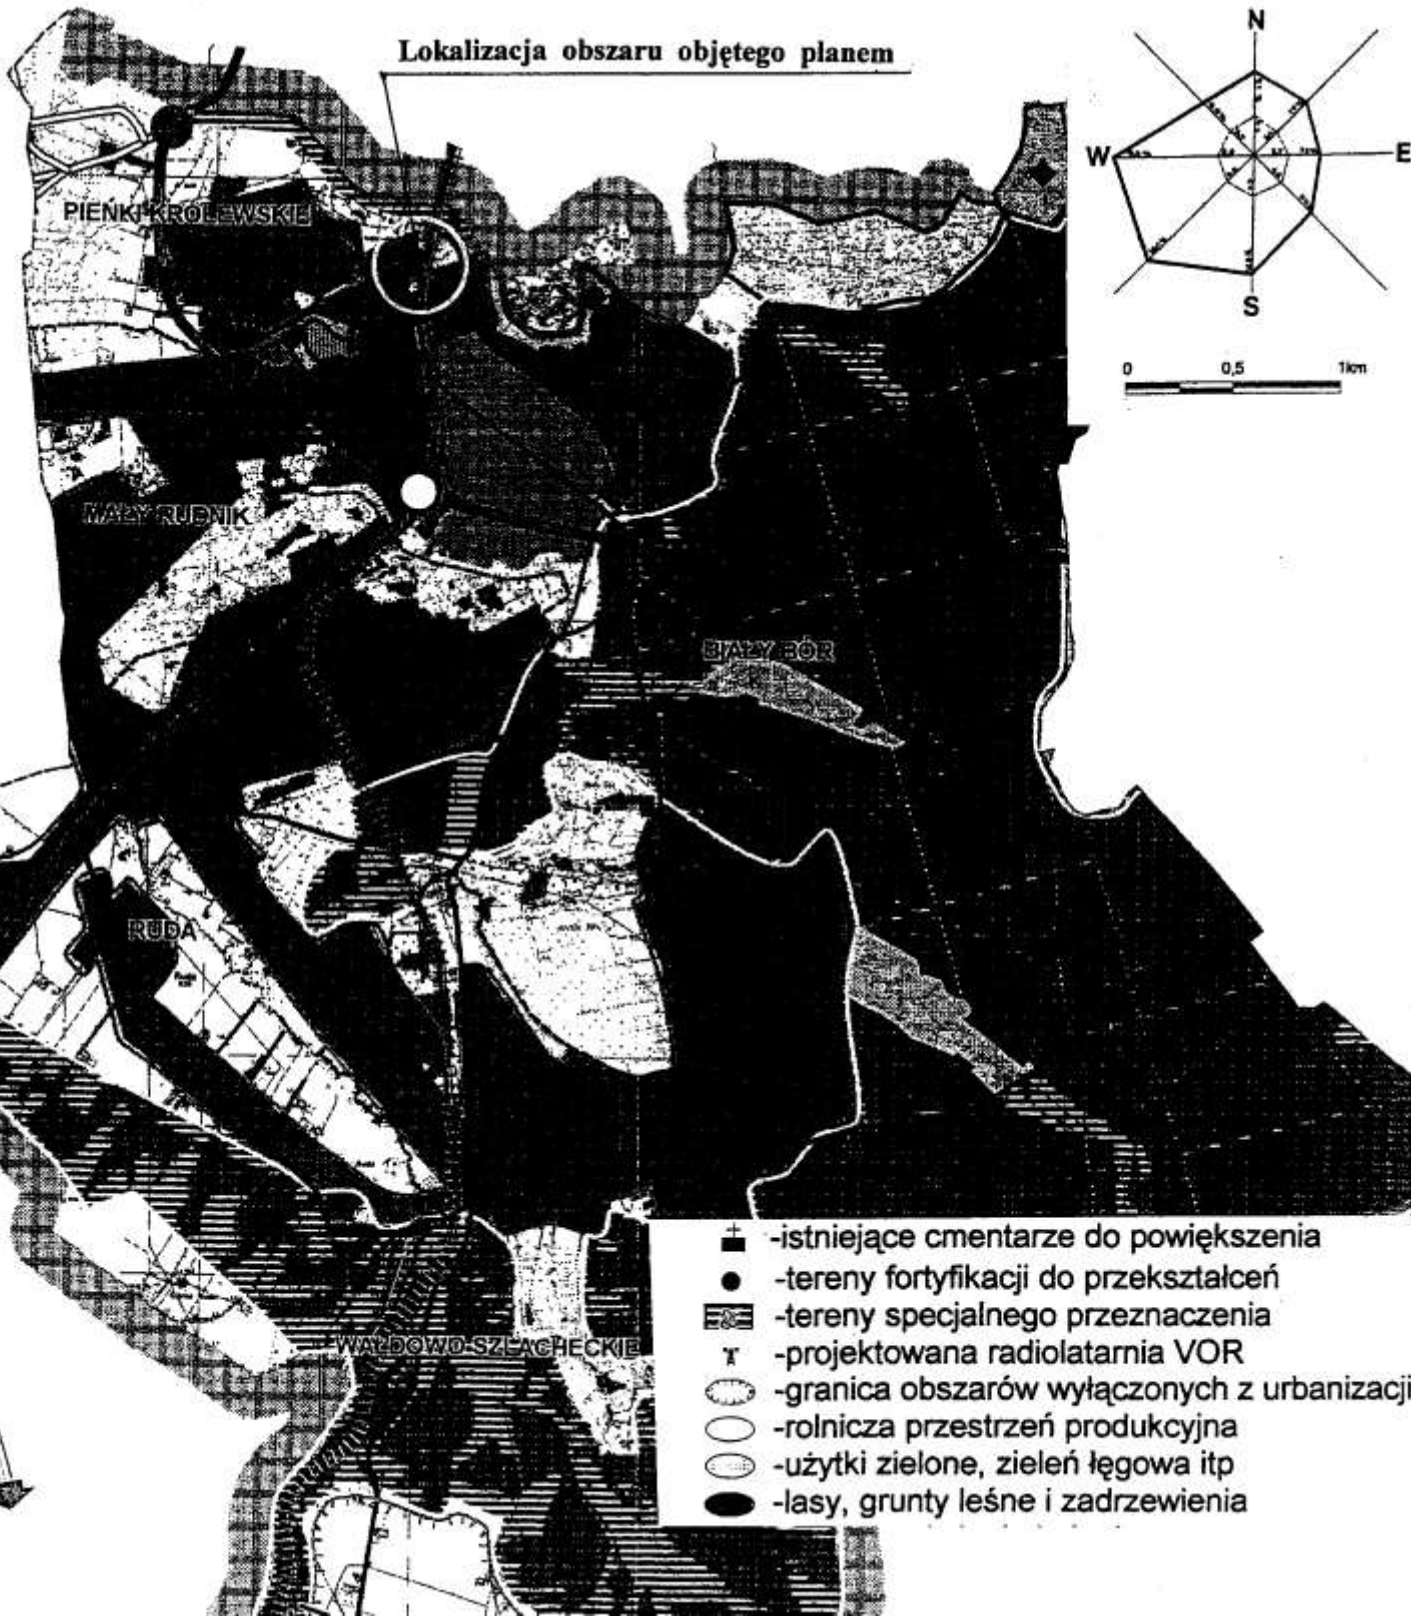 Lokalizacja obszaru objętego planem
N
W
E
S
0 0,5 1km
PIEŃKI KRÓLEWSKIE
MAŁY RUDNIK
BIAŁY BÓR
RUDA
WAŁDOWO-SZLACHECKIE
-istniejące cmentarze do powiększenia
-tereny fortyfikacji do przekształceń
-tereny specjalnego przeznaczenia
-projektowana radiolatarnia VOR
-granica obszarów wyłączonych z urbanizacji
-rolnicza przestrzeń produkcyjna
-użytki zielone, zieleń łęgowa itp
-lasy, grunty leśne i zadrzewienia